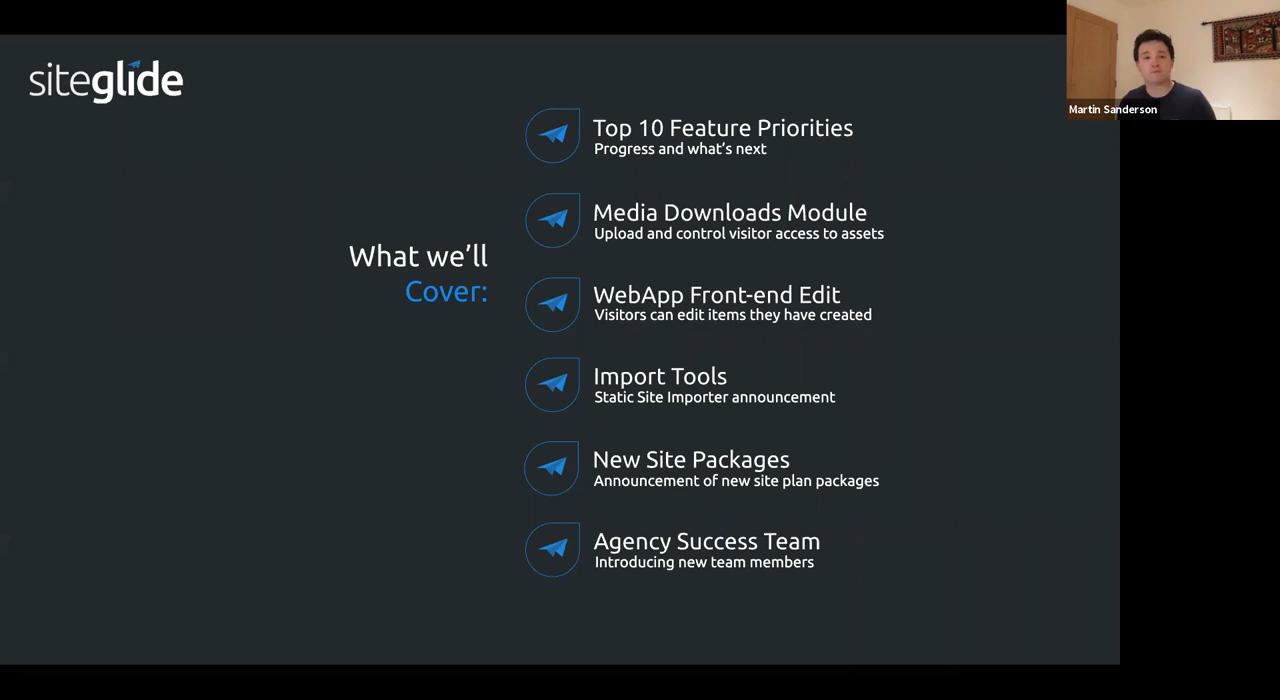 siteglide
What we’ll
Cover:
Top 10 Feature Priorities
Progress and what’s next
Media Downloads Module
Upload and control visitor access to assets
WebApp Front-end Edit
Visitors can edit items they have created
Import Tools
Static Site Importer announcement
New Site Packages
Announcement of new site plan packages
Agency Success Team
Introducing new team members
Martin Sanderson